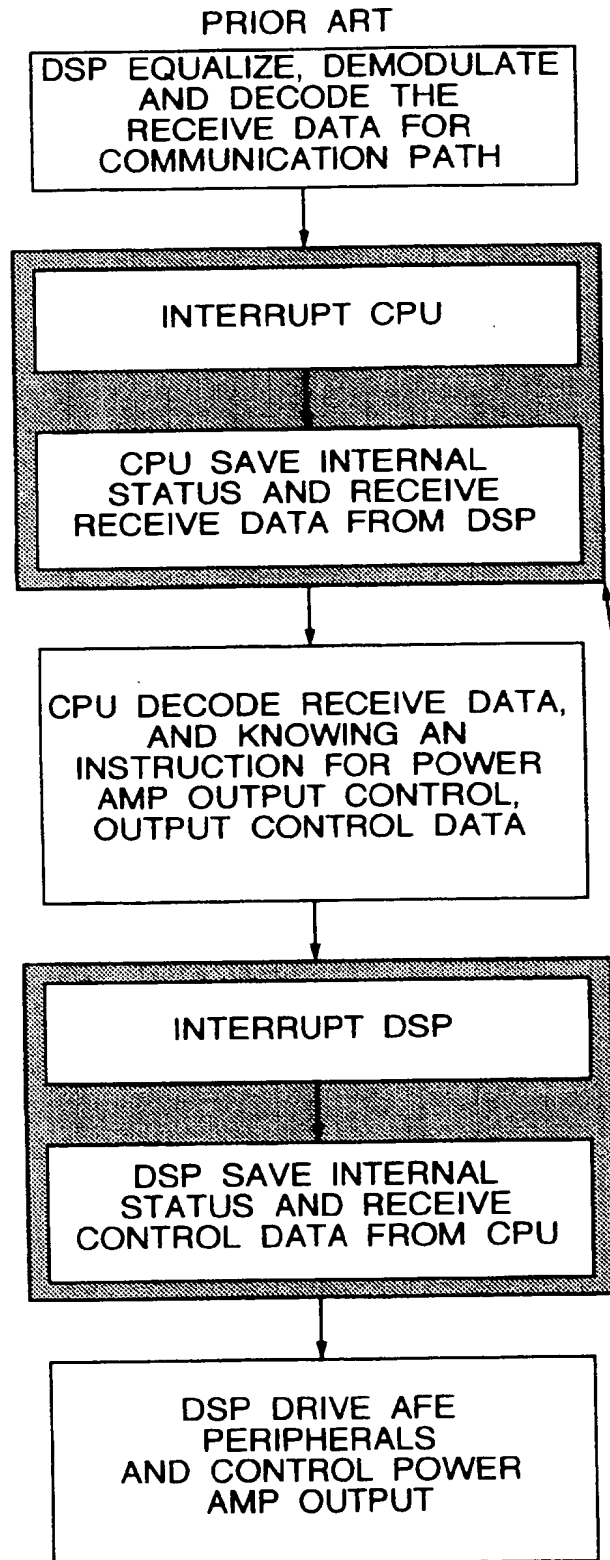 PRIOR ART
DSP EQUALIZE, DEMODULATE
AND DECODE THE
RECEIVE DATA FOR
COMMUNICATION PATH
INTERRUPT CPU
CPU SAVE INTERNAL
STATUS AND RECEIVE
RECEIVE DATA FROM DSP
CPU DECODE RECEIVE DATA,
AND KNOWING AN
INSTRUCTION FOR POWER
AMP OUTPUT CONTROL,
OUTPUT CONTROL DATA
INTERRUPT DSP
DSP SAVE INTERNAL
STATUS AND RECEIVE
CONTROL DATA FROM CPU
DSP DRIVE AFE
PERIPHERALS
AND CONTROL POWER
AMP OUTPUT